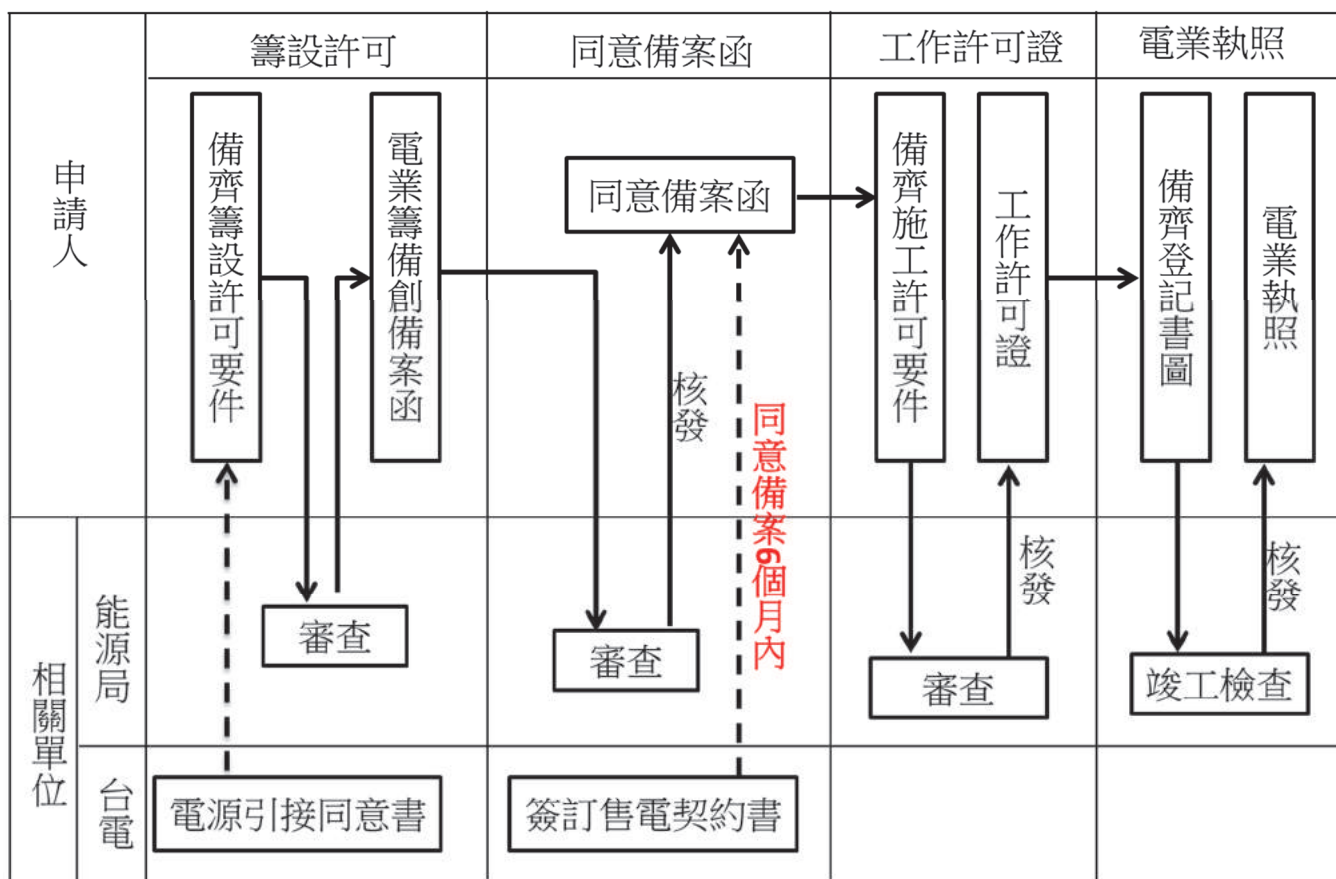 籌設許可
同意備案函
工作許可證
電業執照
申請人
備齊籌設許可要件
電業籌備創備案函
同意備案函
備齊施工許可要件
工作許可證
備齊登記書圖
電業執照
核發
同意備案6個月內
核發
核發
相關單位
能源局
審查
審查
審查
竣工檢查
台電
電源引接同意書
簽訂售電契約書